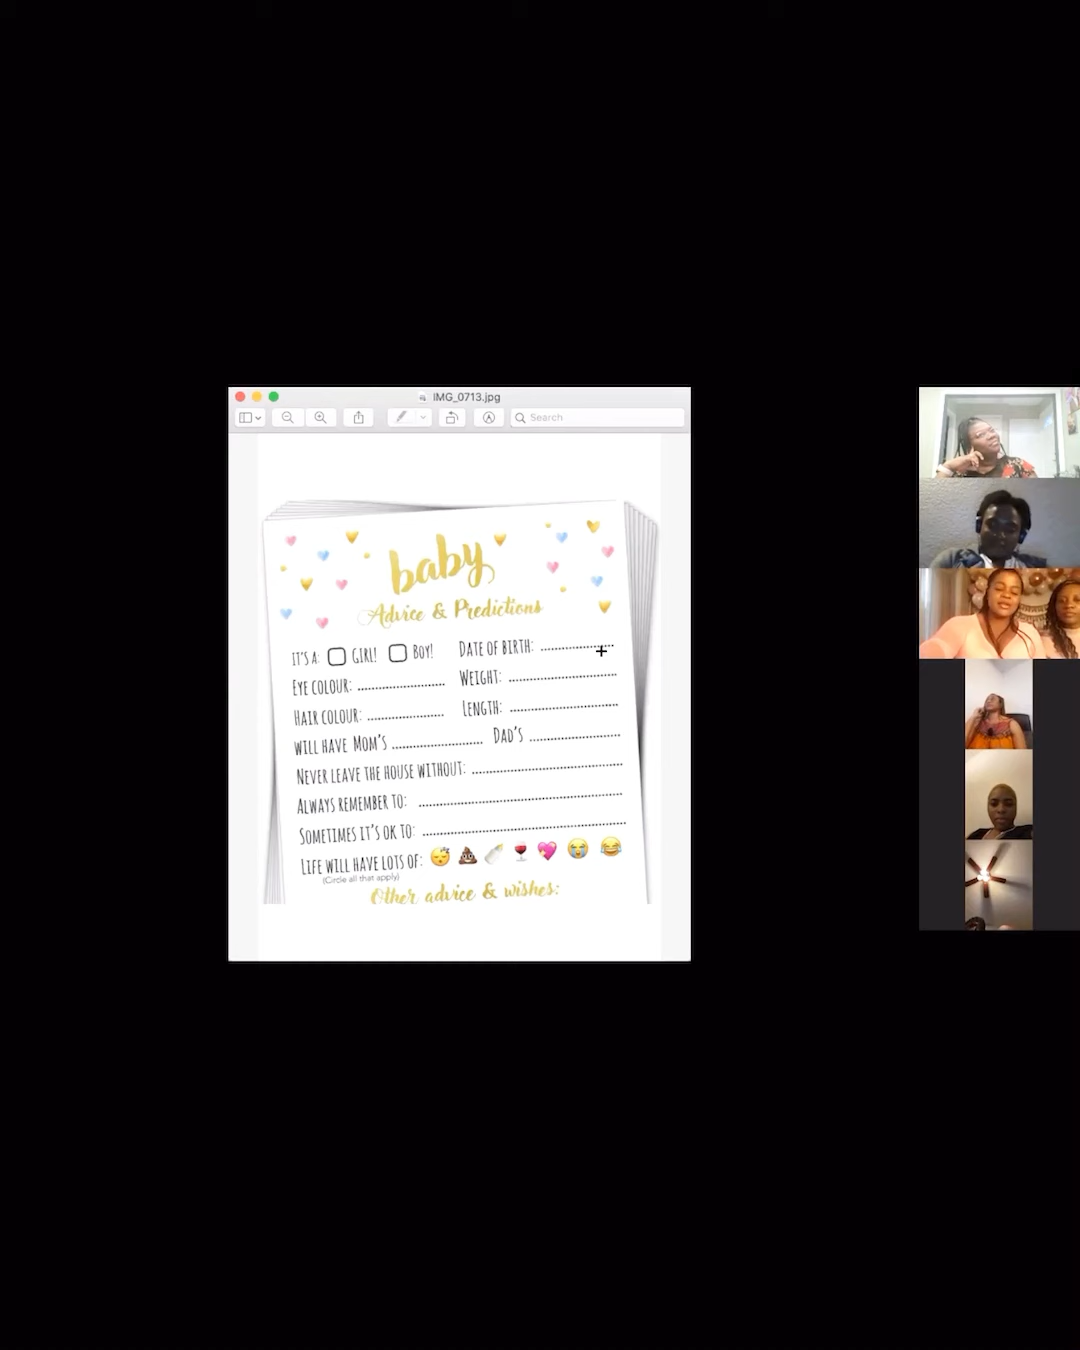 IMG_0713.jpg
Search
baby
Advice & Predictions
IT'S A: GIRL! BOY! DATE OF BIRTH:
EYE COLOUR: WEIGHT:
HAIR COLOUR: LENGTH:
WILL HAVE MOM'S DAD'S
NEVER LEAVE THE HOUSE WITHOUT:
ALWAYS REMEMBER TO:
SOMETIMES IT'S OK TO:
LIFE WILL HAVE LOTS OF:
(Circle all that apply)
Other advice & wishes: